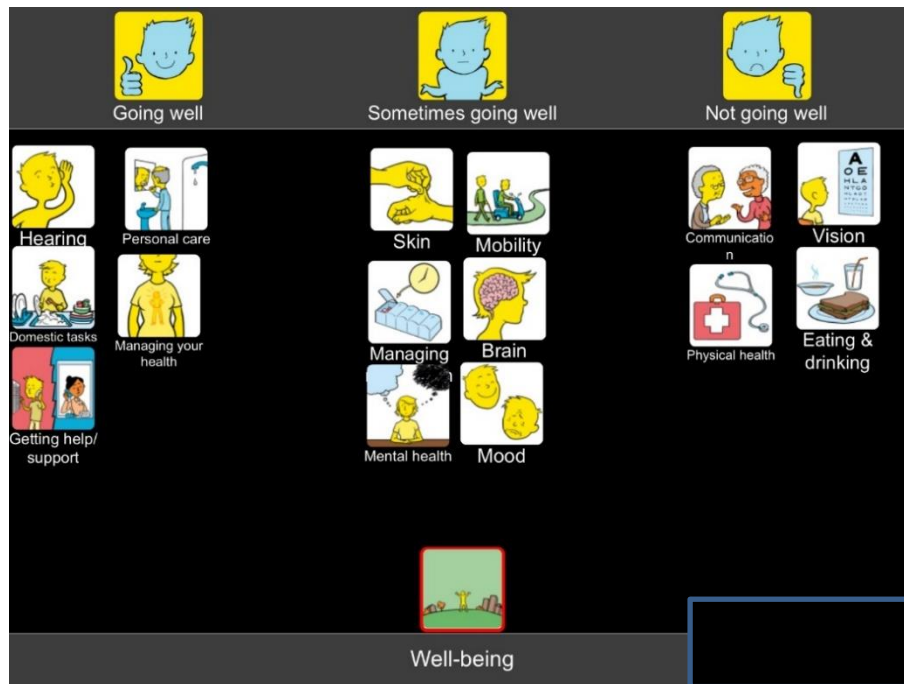 Going well
Sometimes going well
Not going well
Hearing
Personal care
Skin
Mobility
Communicatio
n
Vision
A
O E
H L A
Domestic tasks
Managing your
health
Managing
Brain
Physical health
Eating &
drinking
Getting help/
support
Mental health
Mood
Well-being